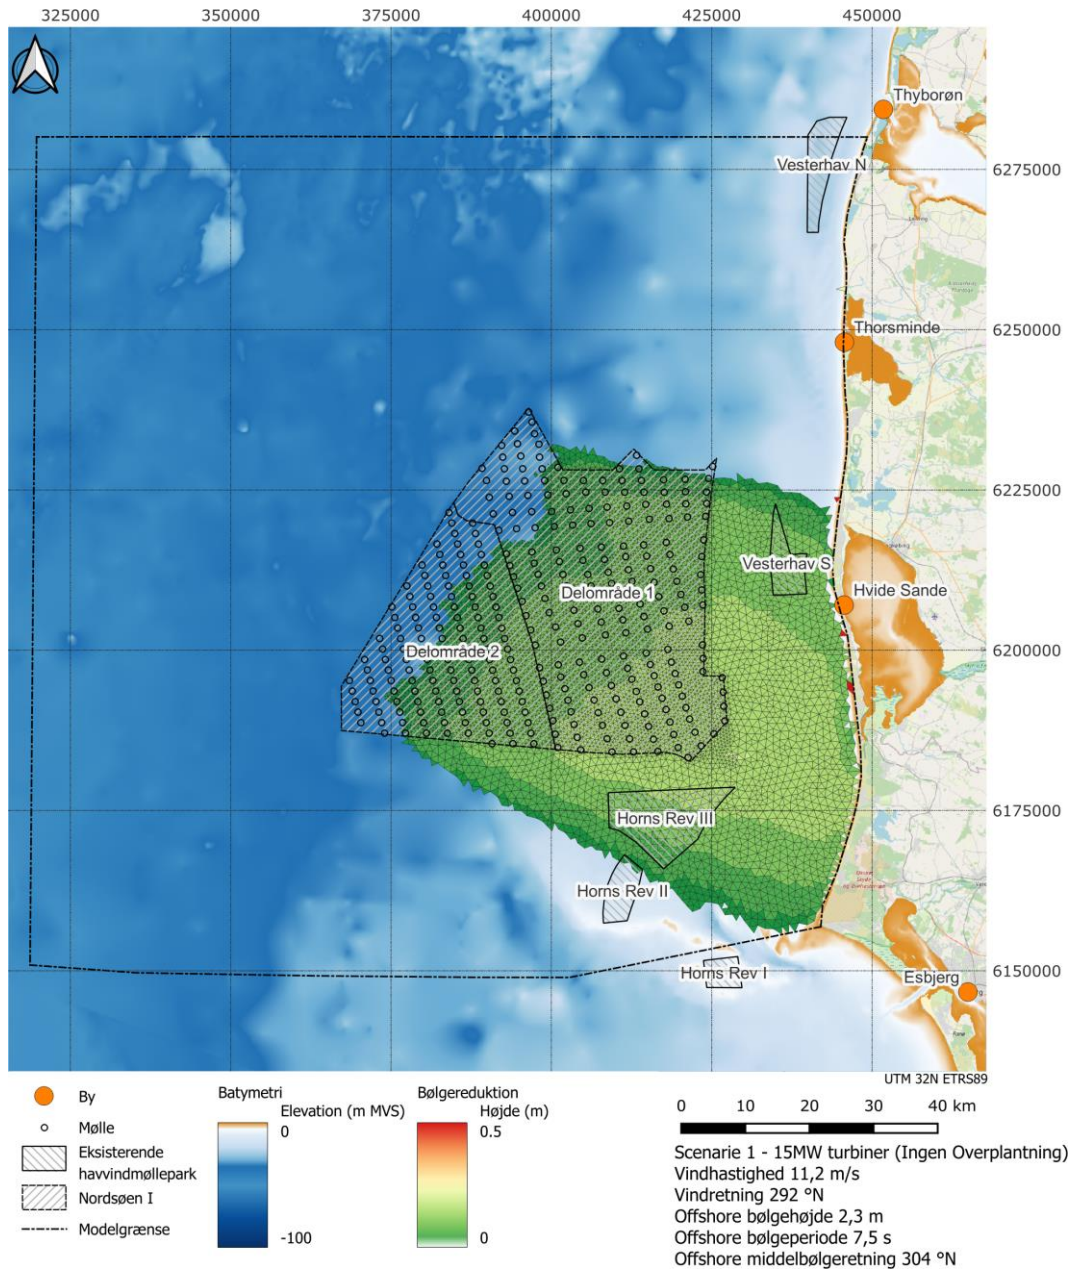 325000 350000 375000 400000 425000 450000
Thyborøn
Vesterhav N
6275000
Thorsminde
6250000
6225000
Vesterhav S
Hvide Sande
Delområde 1
Delområde 2
6200000
6175000
Horns Rev III
Horns Rev II
Horns Rev I
Esbjerg
6150000
UTM 32N ETRS89
By
Mølle
Eksisterende
havvindmøllepark
Nordsøen I
Modelgrænse
Batymetri
Elevation (m MVS)
0
-100
Bølgereduktion
Højde (m)
0.5
0
0 10 20 30 40 km
Scenarie 1 - 15MW turbiner (Ingen Overplantning)
Vindhastighed 11,2 m/s
Vindretning 292 °N
Offshore bølgehøjde 2,3 m
Offshore bølgeperiode 7,5 s
Offshore middelbølgeretning 304 °N